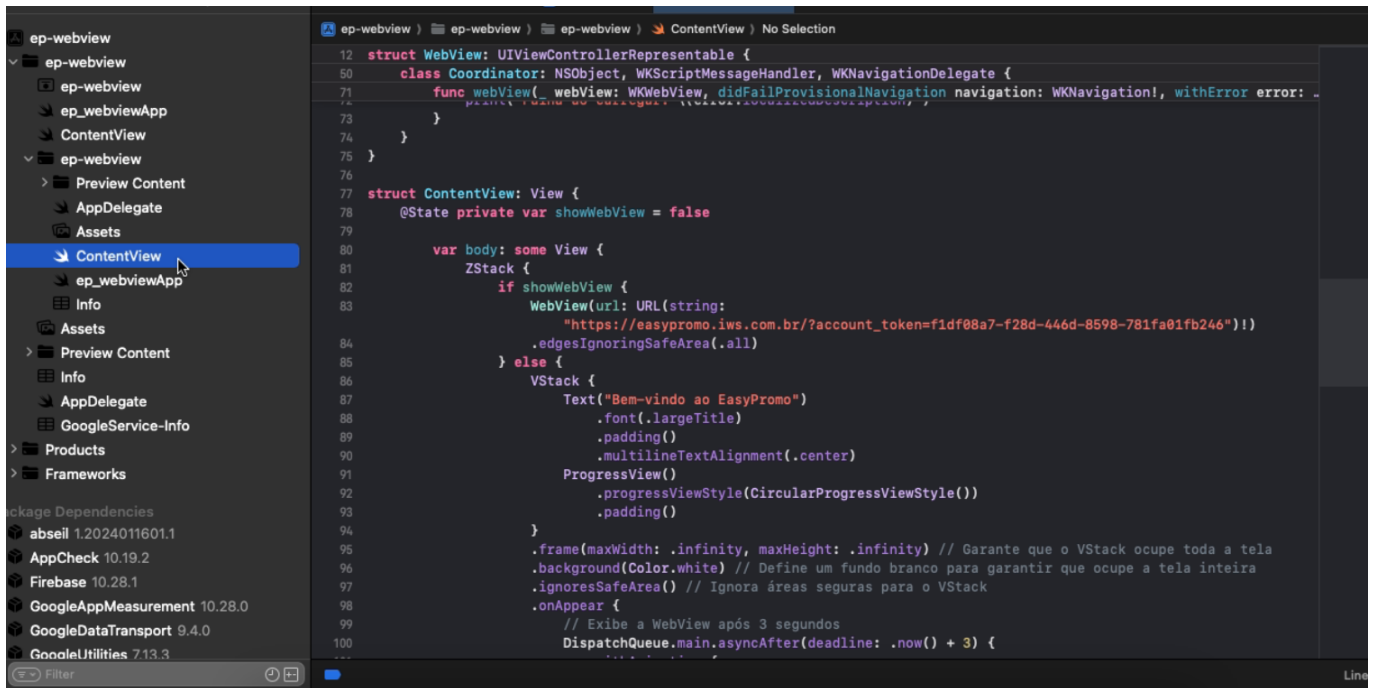 ep-webview
ep-webview
ep-webview
ep_webviewApp
ContentView
ep-webview
Preview Content
AppDelegate
Assets
ContentView
ep_webviewApp
Info
Assets
Preview Content
Info
AppDelegate
GoogleService-Info
Products
Frameworks
ackage Dependencies
abseil 1.2024011601.1
AppCheck 10.19.2
Firebase 10.28.1
GoogleAppMeasurement 10.28.0
GoogleDataTransport 9.4.0
GoogleUtilities 7.13.3
Filter
ep-webview ⟩ ep-webview ⟩ ep-webview ⟩ ContentView ⟩ No Selection
12 struct WebView: UIViewControllerRepresentable {
50 class Coordinator: NSObject, WKScriptMessageHandler, WKNavigationDelegate {
71 func webView(_ webView: WKWebView, didFailProvisionalNavigation navigation: WKNavigation!, withError error: …
73 }
74 }
75 }
76
77 struct ContentView: View {
78 @State private var showWebView = false
79
80 var body: some View {
81 ZStack {
82 if showWebView {
83 WebView(url: URL(string:
"https://easypromo.iws.com.br/?account_token=f1df08a7-f28d-446d-8598-781fa01fb246")!)
84 .edgesIgnoringSafeArea(.all)
85 } else {
86 VStack {
87 Text("Bem-vindo ao EasyPromo")
88 .font(.largeTitle)
89 .padding()
90 .multilineTextAlignment(.center)
91 ProgressView()
92 .progressViewStyle(CircularProgressViewStyle())
93 .padding()
94 }
95 .frame(maxWidth: .infinity, maxHeight: .infinity) // Garante que o VStack ocupe toda a tela
96 .background(Color.white) // Define um fundo branco para garantir que ocupe a tela inteira
97 .ignoresSafeArea() // Ignora áreas seguras para o VStack
98 .onAppear {
99 // Exibe a WebView após 3 segundos
100 DispatchQueue.main.asyncAfter(deadline: .now() + 3) {
Line